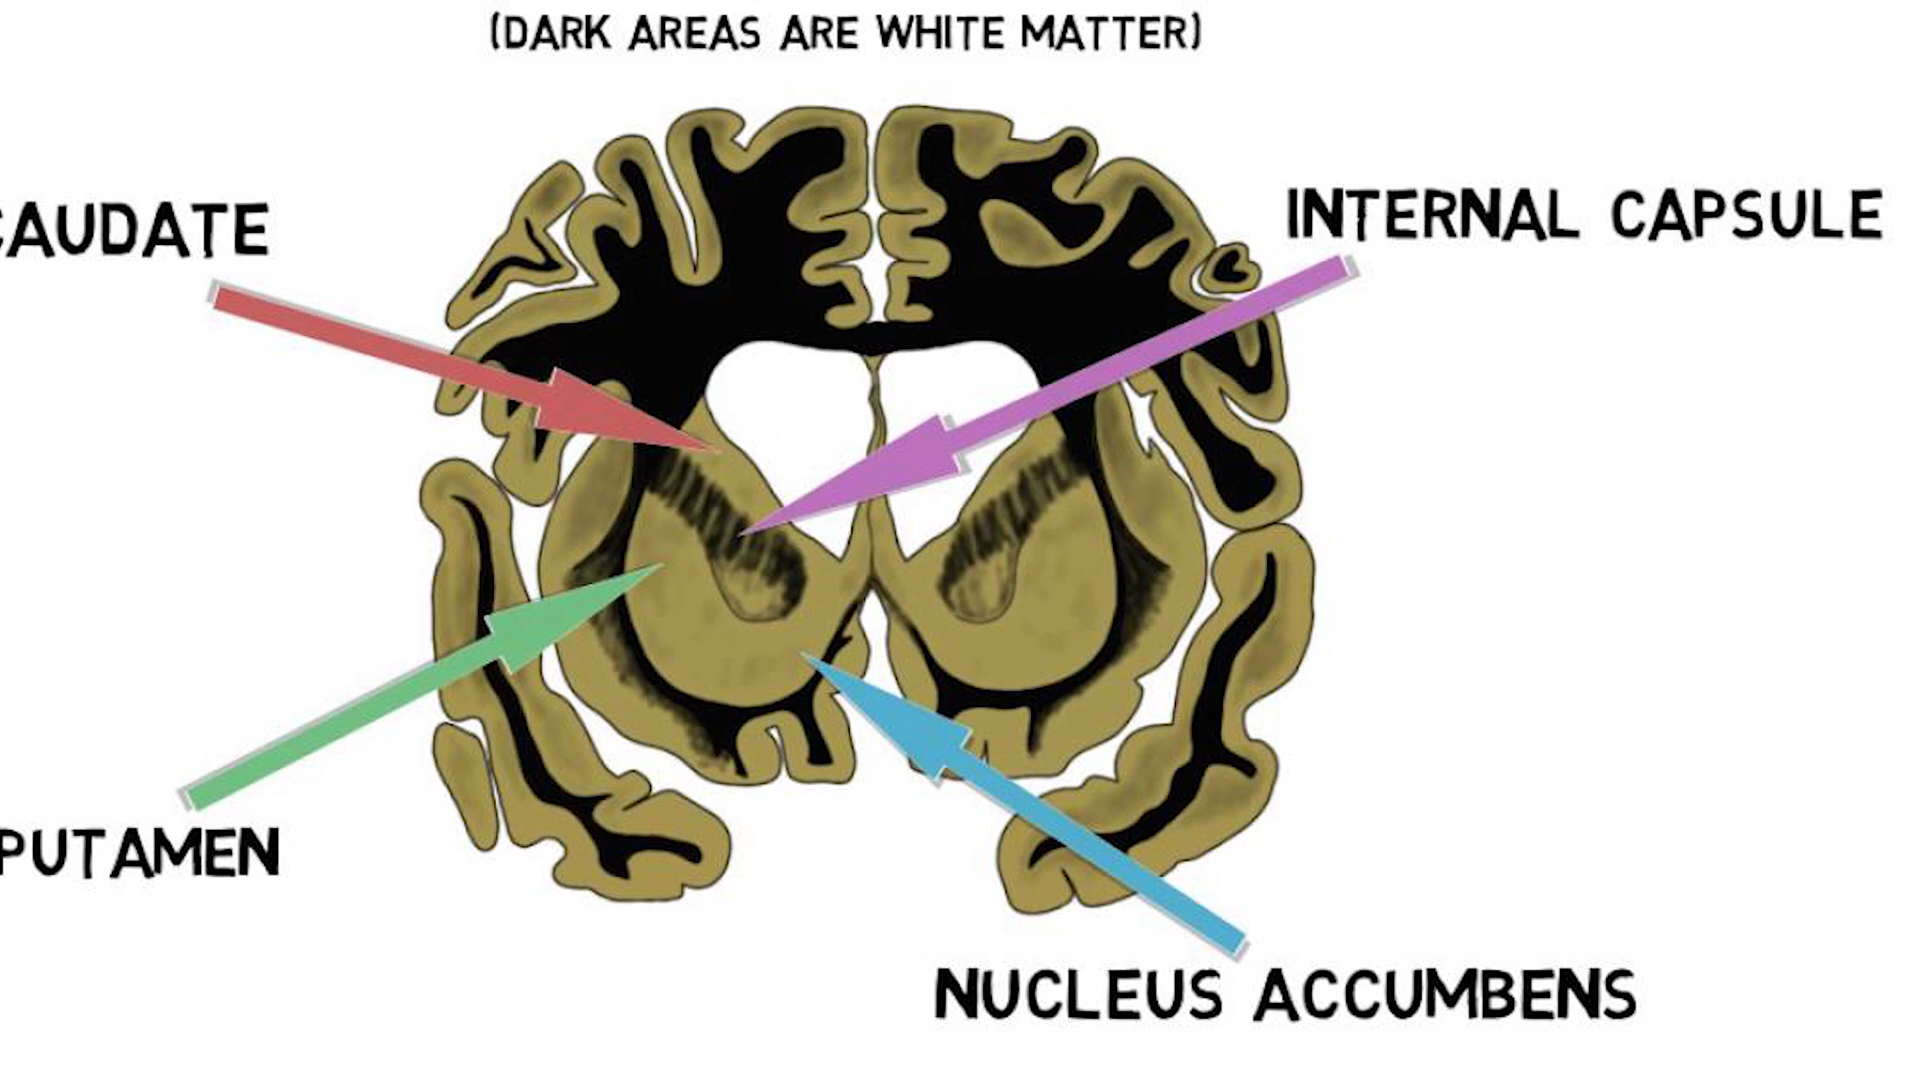 (DARK AREAS ARE WHITE MATTER)
CAUDATE
INTERNAL CAPSULE
PUTAMEN
NUCLEUS ACCUMBENS